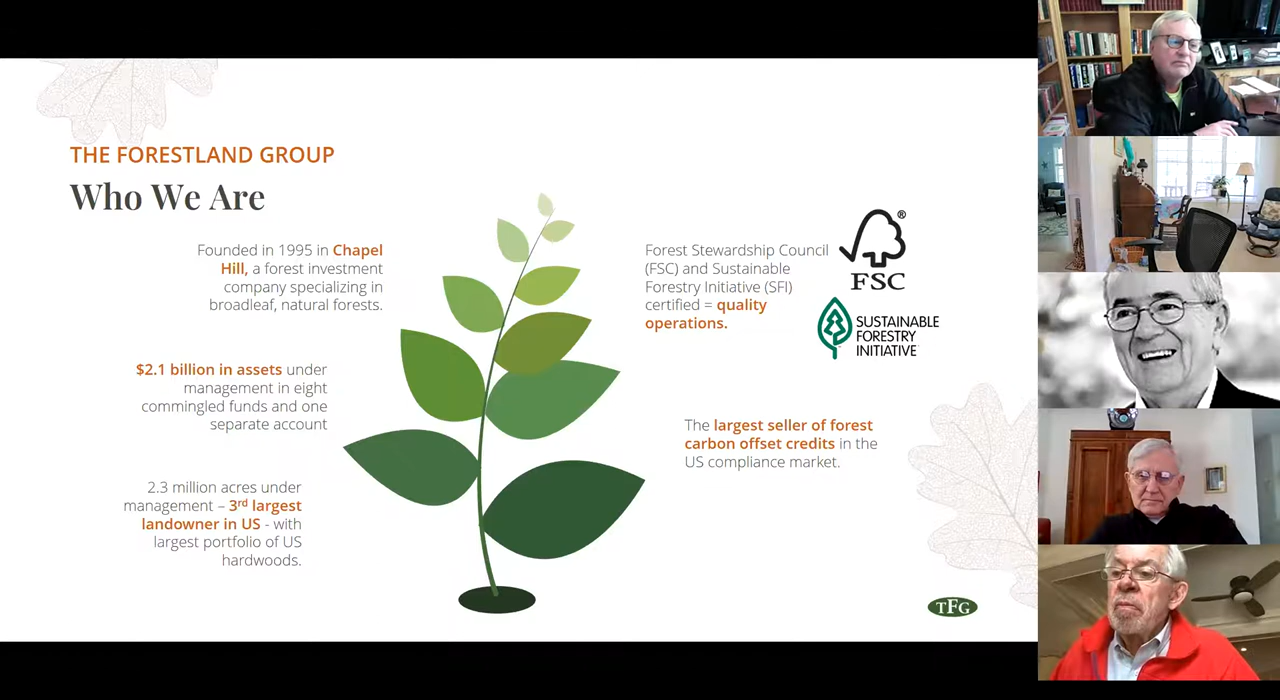 THE FORESTLAND GROUP
Who We Are
Founded in 1995 in Chapel
Hill, a forest investment
company specializing in
broadleaf, natural forests.
$2.1 billion in assets under
management in eight
commingled funds and one
separate account
2.3 million acres under
management – 3rd largest
landowner in US - with
largest portfolio of US
hardwoods.
Forest Stewardship Council
(FSC) and Sustainable
Forestry Initiative (SFI)
certified = quality
operations.
®
FSC
SUSTAINABLE
FORESTRY
INITIATIVE
The largest seller of forest
carbon offset credits in the
US compliance market.
TFG